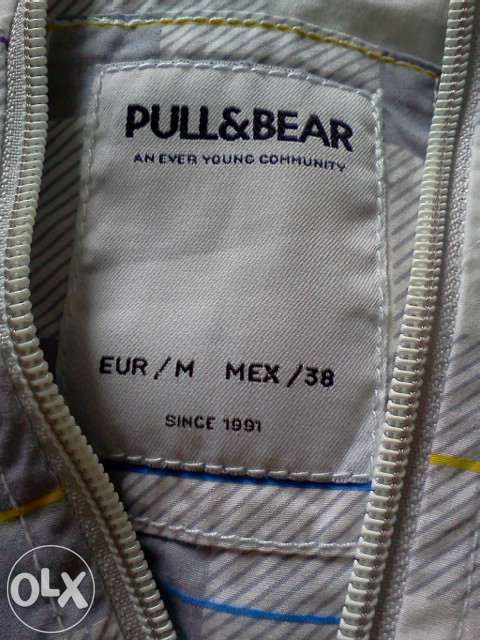 PULL&BEAR
AN EVER YOUNG COMMUNITY
EUR / M MEX / 38
SINCE 1991
OLX